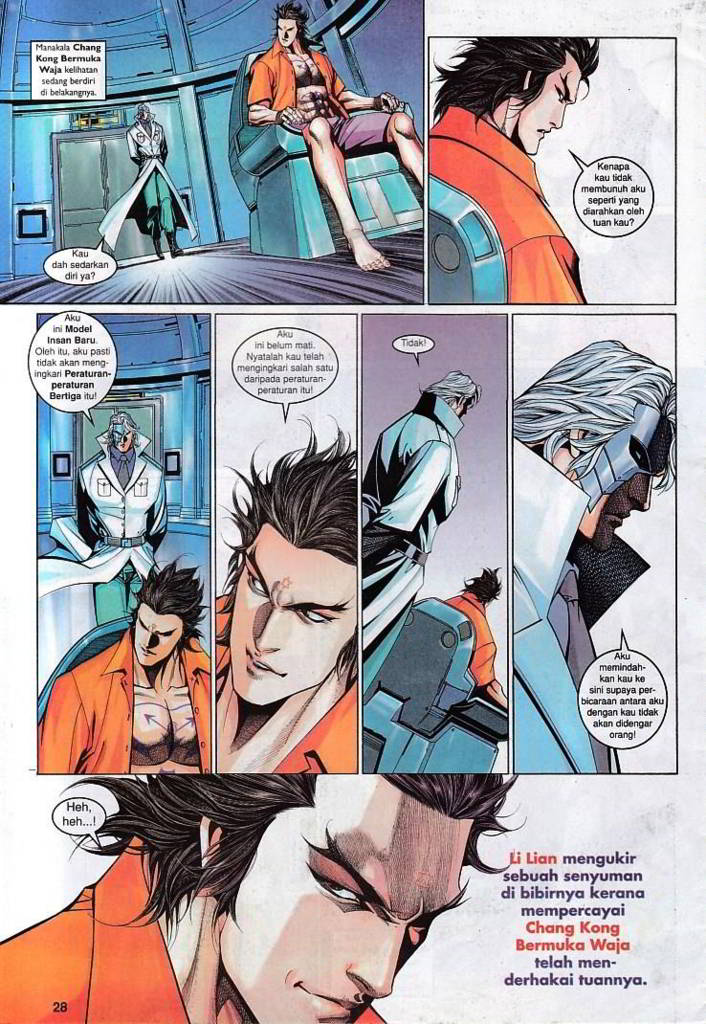 Manakala Chang
Kong Bermuka
Waja kelihatan
sedang berdiri
di belakangnya.
Kau
dah sedarkan
diri ya?
Kenapa
kau tidak
membunuh aku
seperti yang
diarahkan oleh
tuan kau?
Aku
ini Model
Insan Baru.
Oleh itu, aku pasti
tidak akan meng-
ingkari Peraturan-
peraturan
Bertiga itu!
Aku
ini belum mati.
Nyatalah kau telah
mengingkari salah satu
daripada peraturan-
peraturan itu!
Tidak!
Aku
memindah-
kan kau ke
sini supaya per-
bicaraan antara aku
dengan kau tidak
akan didengar
orang!
Heh,
heh...!
Li Lian mengukir
sebuah senyuman
di bibirnya kerana
mempercayai
Chang Kong
Bermuka Waja
telah men-
derhakai tuannya.
28